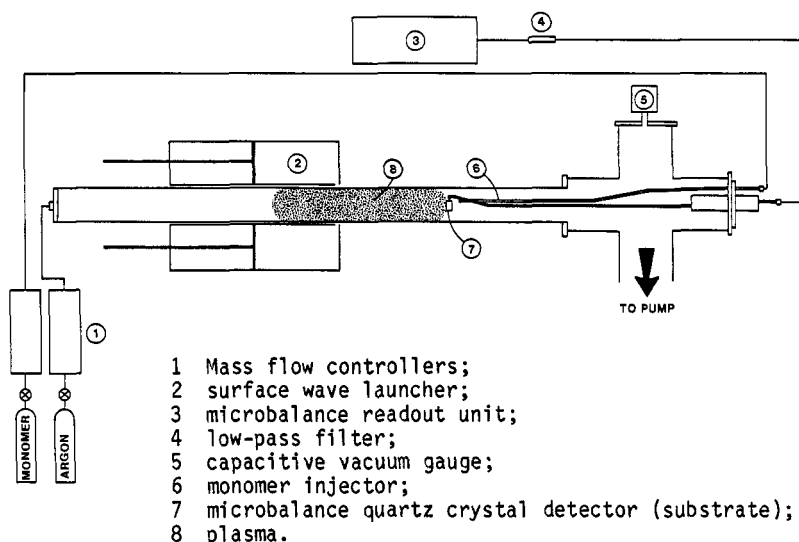 3
4
5
2
8
6
7
1
TO PUMP
MONOMER
ARGON
1 Mass flow controllers;
2 surface wave launcher;
3 microbalance readout unit;
4 low-pass filter;
5 capacitive vacuum gauge;
6 monomer injector;
7 microbalance quartz crystal detector (substrate);
8 plasma.